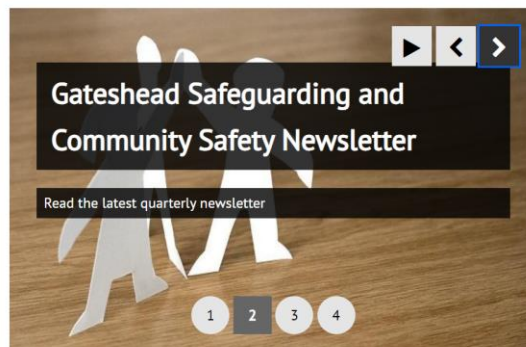 Gateshead Safeguarding and
Community Safety Newsletter
Read the latest quarterly newsletter
1 2 3 4